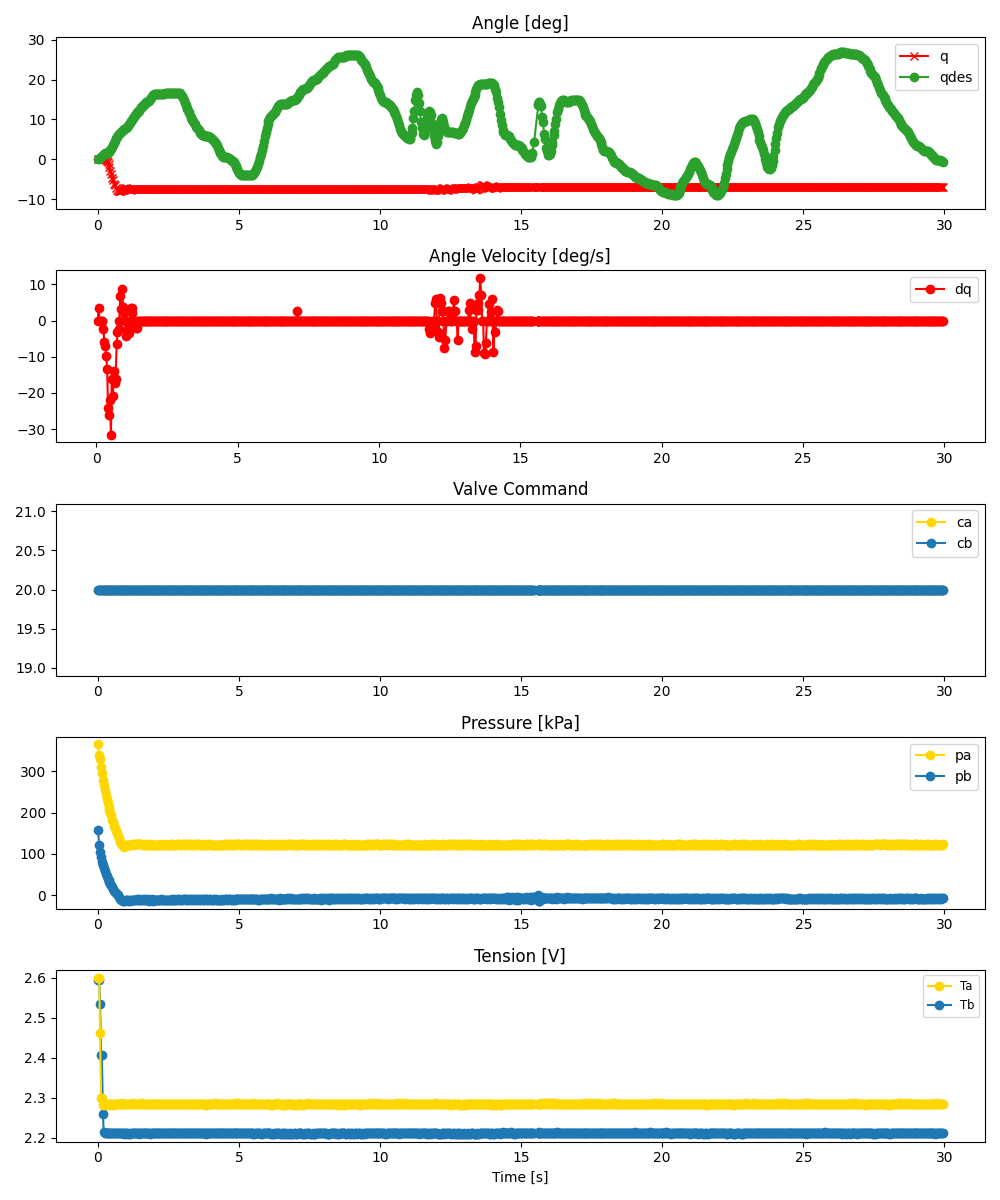 Angle [deg]
30
20
10
0
−10
q
qdes
0 5 10 15 20 25 30
Angle Velocity [deg/s]
10
0
−10
−20
−30
dq
0 5 10 15 20 25 30
Valve Command
21.0
20.5
20.0
19.5
19.0
ca
cb
0 5 10 15 20 25 30
Pressure [kPa]
300
200
100
0
pa
pb
0 5 10 15 20 25 30
Tension [V]
2.6
2.5
2.4
2.3
2.2
Ta
Tb
0 5 10 15 20 25 30
Time [s]